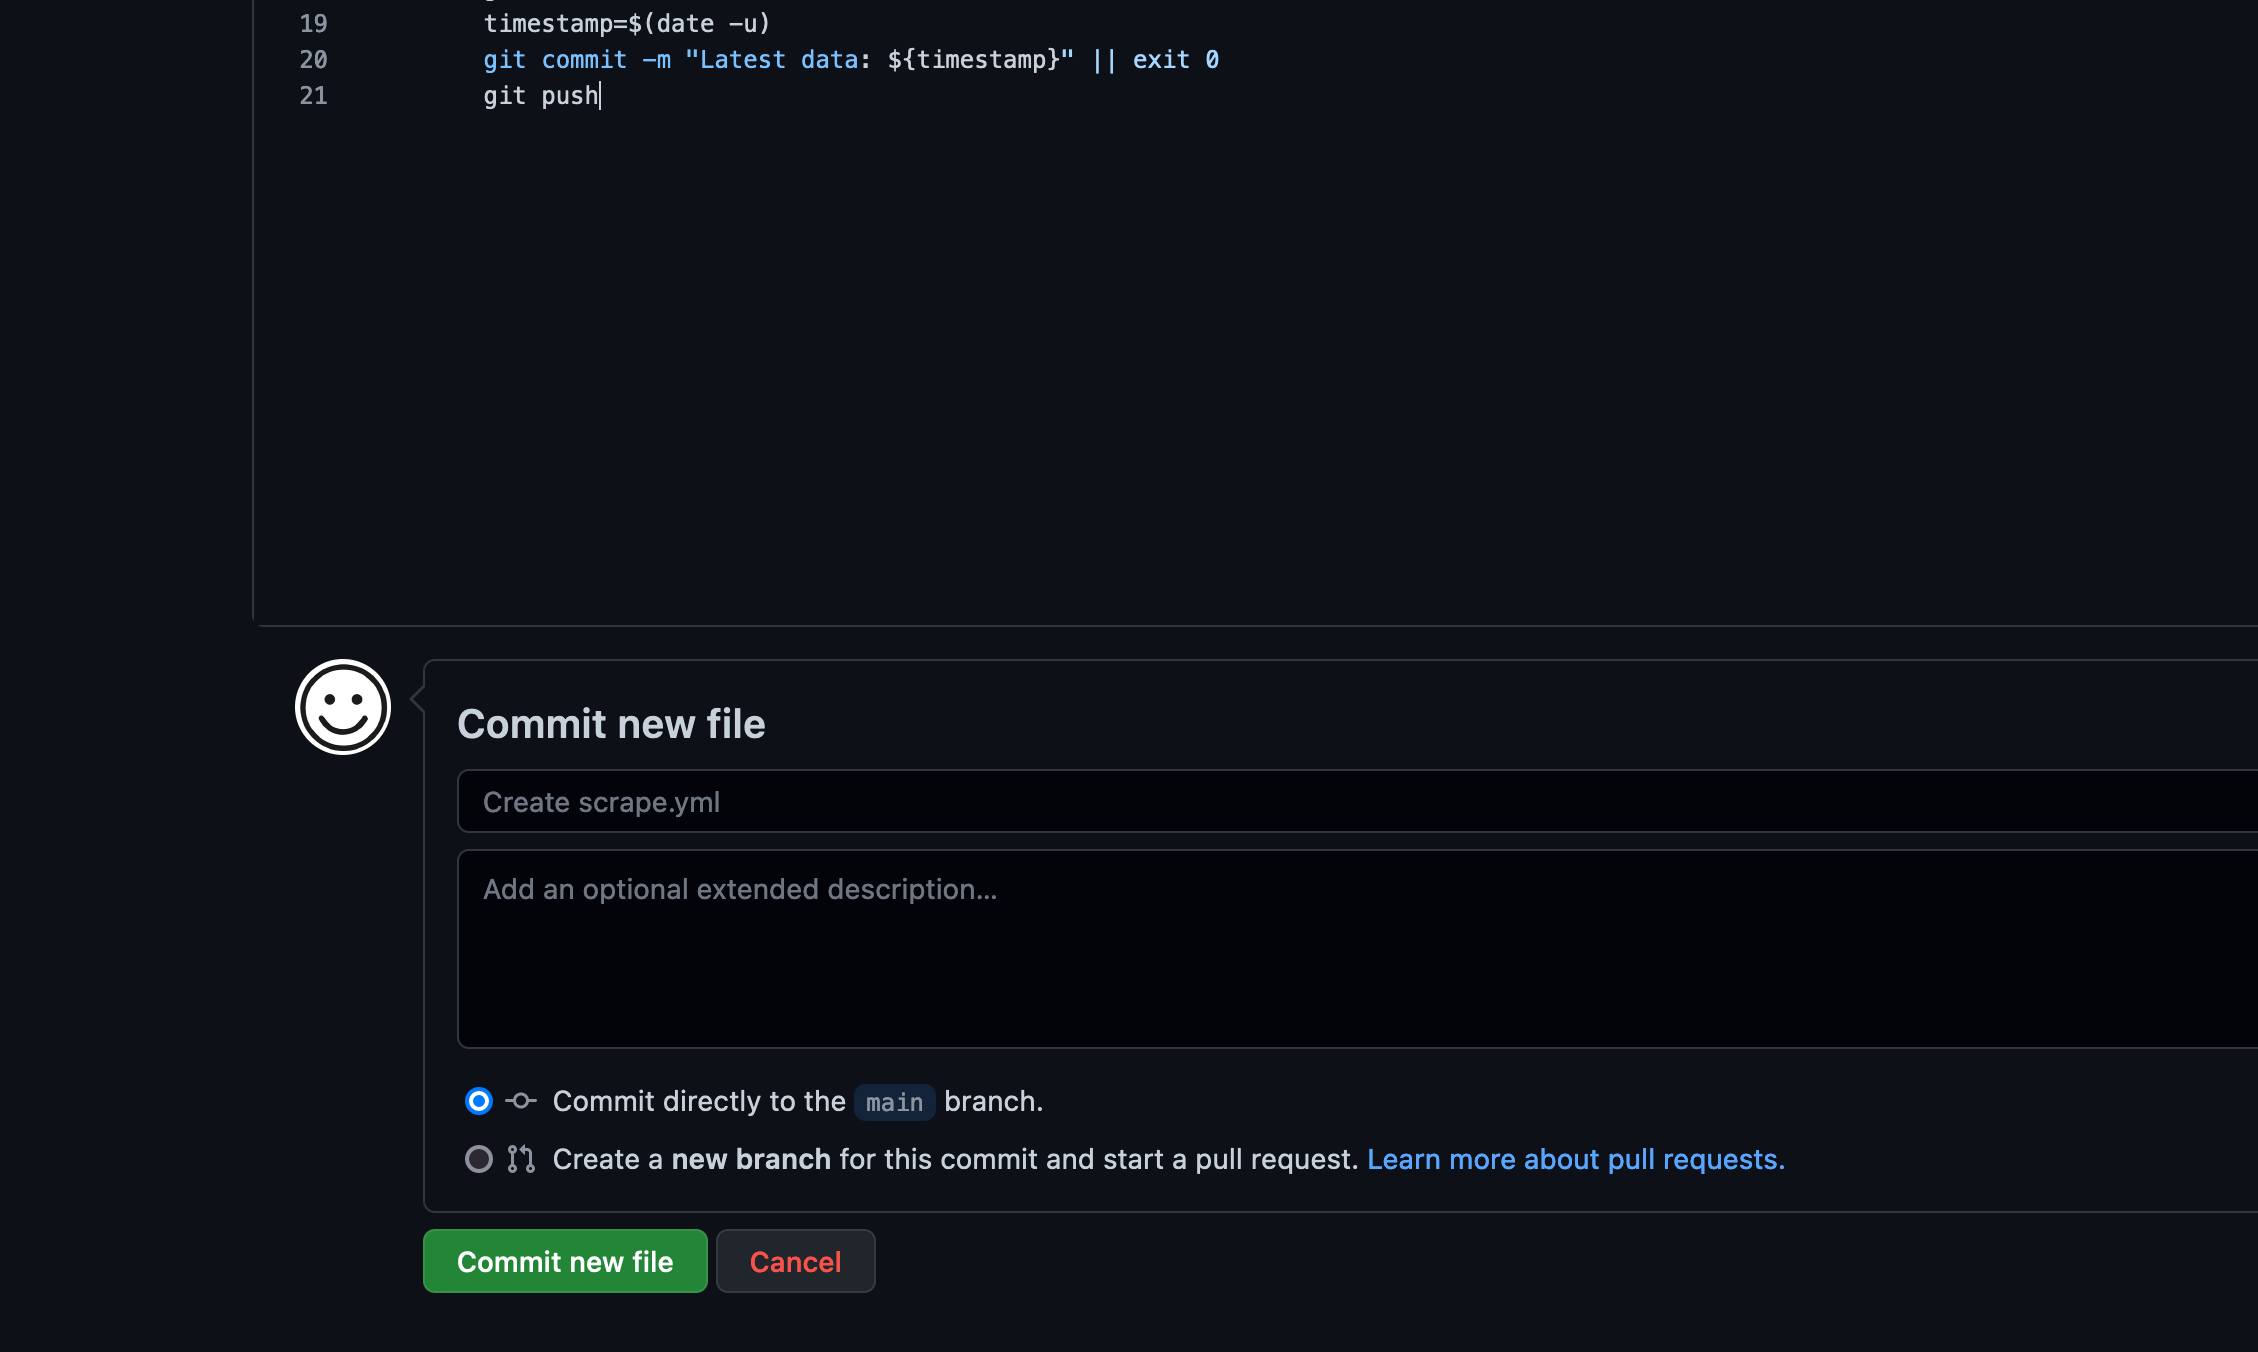 19 timestamp=$(date -u)
20 git commit -m "Latest data: ${timestamp}" || exit 0
21 git push
Commit new file
Create scrape.yml
Add an optional extended description...
Commit directly to the main branch.
Create a new branch for this commit and start a pull request. Learn more about pull requests.
Commit new file Cancel